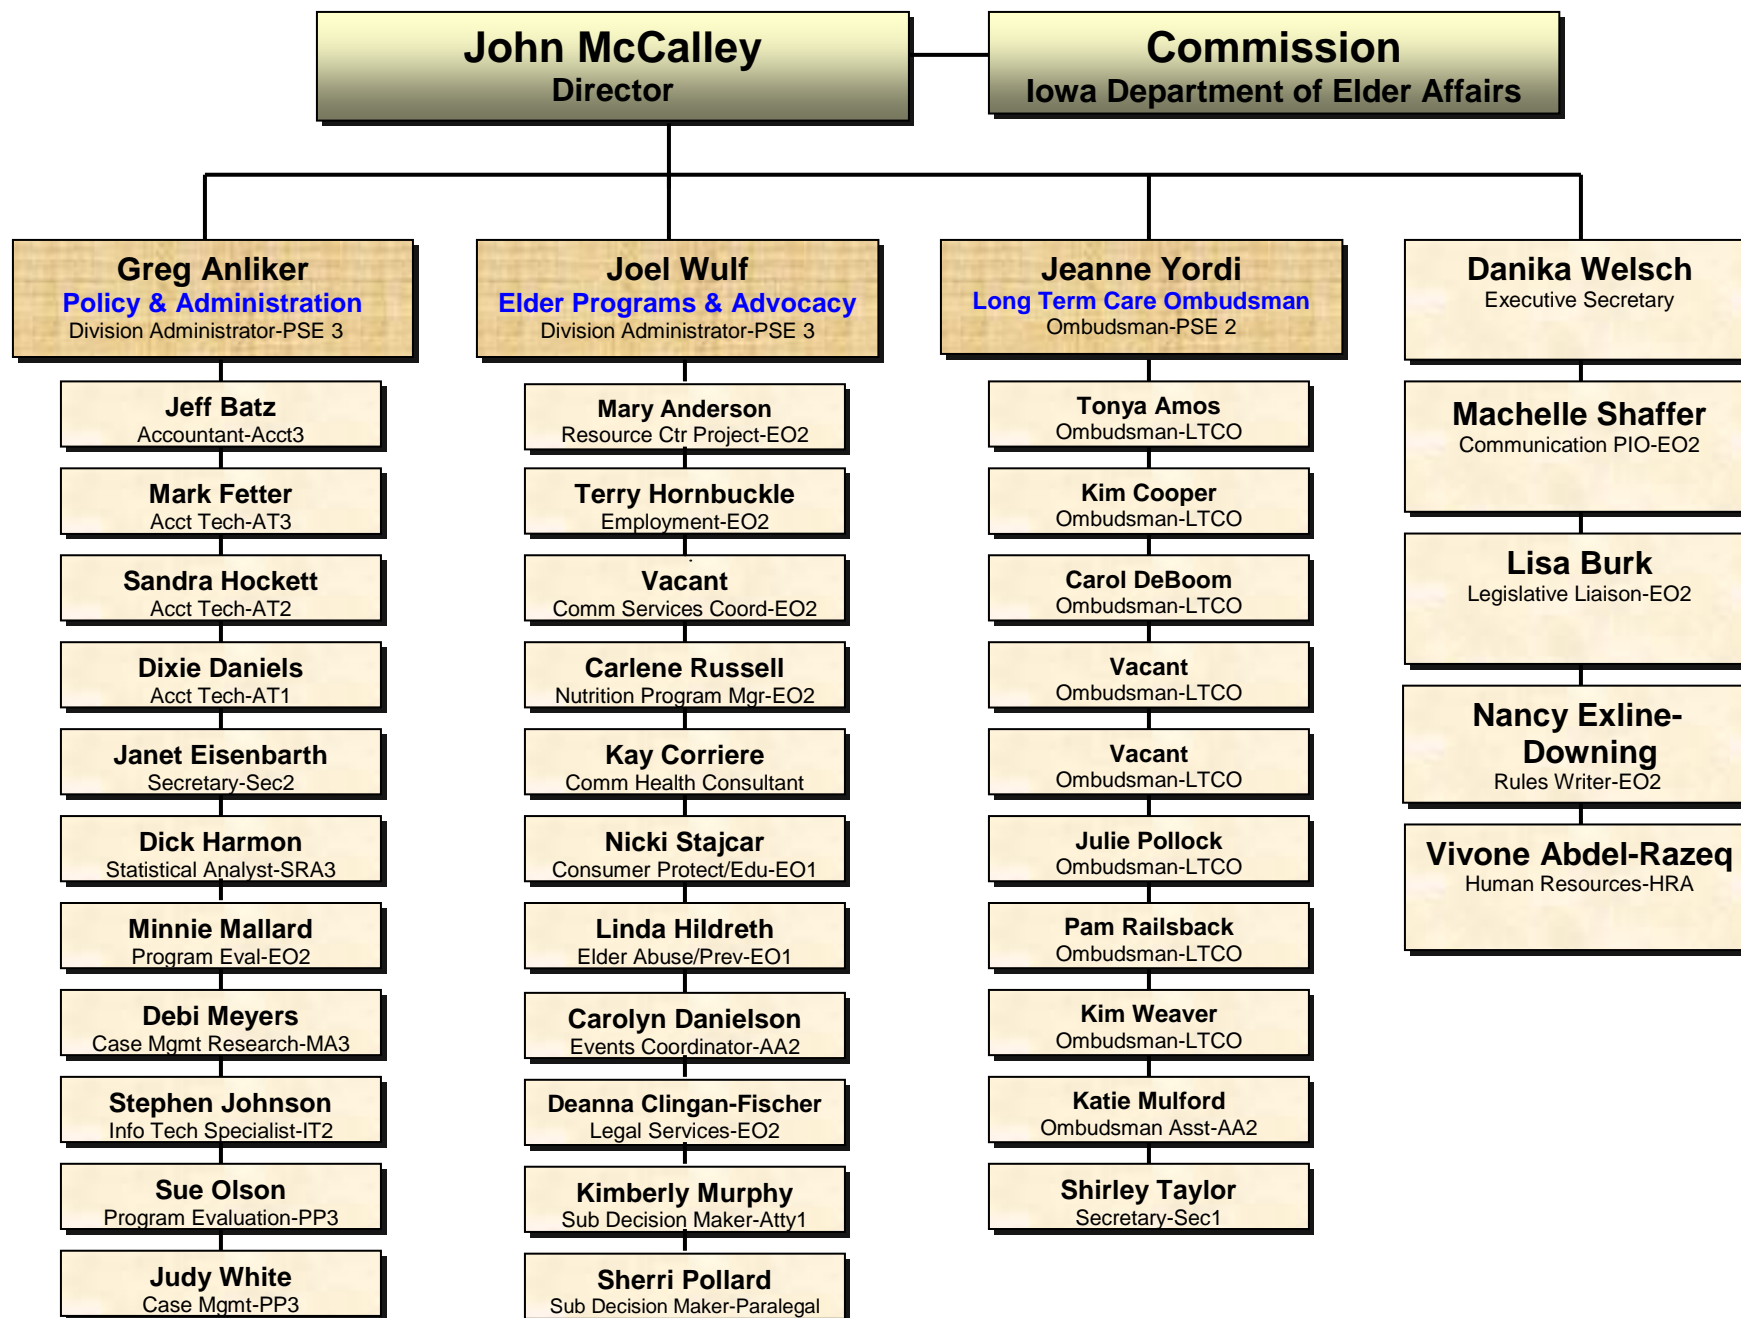 John McCalley
Director
Commission
Iowa Department of Elder Affairs
Greg Anliker
Policy & Administration
Division Administrator-PSE 3
Jeff Batz
Accountant-Acct3
Mark Fetter
Acct Tech-AT3
Sandra Hockett
Acct Tech-AT2
Dixie Daniels
Acct Tech-AT1
Janet Eisenbarth
Secretary-Sec2
Dick Harmon
Statistical Analyst-SRA3
Minnie Mallard
Program Eval-EO2
Debi Meyers
Case Mgmt Research-MA3
Stephen Johnson
Info Tech Specialist-IT2
Sue Olson
Program Evaluation-PP3
Judy White
Case Mgmt-PP3
Joel Wulf
Elder Programs & Advocacy
Division Administrator-PSE 3
Mary Anderson
Resource Ctr Project-EO2
Terry Hornbuckle
Employment-EO2
Vacant
Comm Services Coord-EO2
Carlene Russell
Nutrition Program Mgr-EO2
Kay Corriere
Comm Health Consultant
Nicki Stajcar
Consumer Protect/Edu-EO1
Linda Hildreth
Elder Abuse/Prev-EO1
Carolyn Danielson
Events Coordinator-AA2
Deanna Clingan-Fischer
Legal Services-EO2
Kimberly Murphy
Sub Decision Maker-Atty1
Sherri Pollard
Sub Decision Maker-Paralegal
Jeanne Yordi
Long Term Care Ombudsman
Ombudsman-PSE 2
Tonya Amos
Ombudsman-LTCO
Kim Cooper
Ombudsman-LTCO
Carol DeBoom
Ombudsman-LTCO
Vacant
Ombudsman-LTCO
Vacant
Ombudsman-LTCO
Julie Pollock
Ombudsman-LTCO
Pam Railsback
Ombudsman-LTCO
Kim Weaver
Ombudsman-LTCO
Katie Mulford
Ombudsman Asst-AA2
Shirley Taylor
Secretary-Sec1
Danika Welsch
Executive Secretary
Machelle Shaffer
Communication PIO-EO2
Lisa Burk
Legislative Liaison-EO2
Nancy Exline-
Downing
Rules Writer-EO2
Vivone Abdel-Razeq
Human Resources-HRA